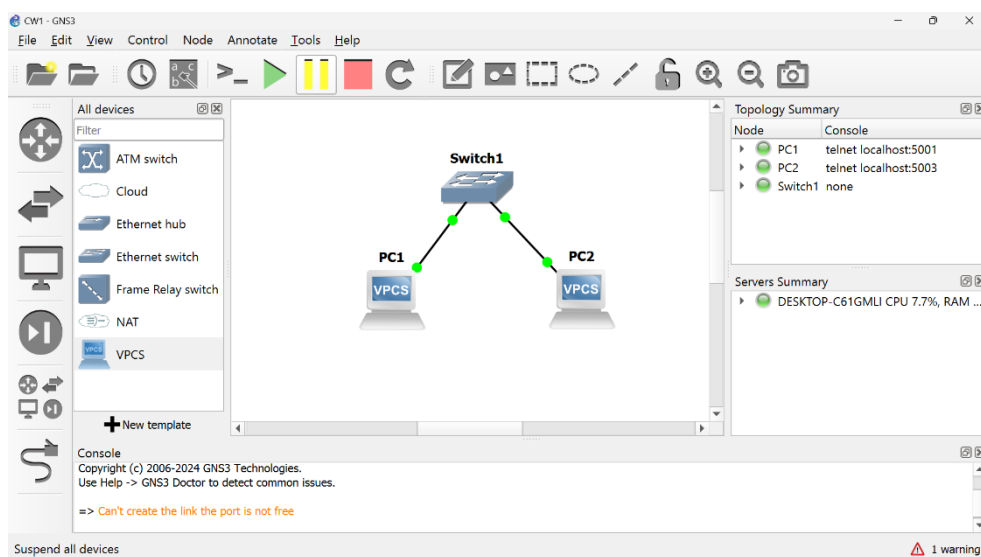 CW1 - GNS3
File Edit View Control Node Annotate Tools Help
All devices
Filter
ATM switch
Cloud
Ethernet hub
Ethernet switch
Frame Relay switch
NAT
VPCS
New template
Switch1
PC1
VPCS
PC2
VPCS
Topology Summary
Node Console
PC1 telnet localhost:5001
PC2 telnet localhost:5003
Switch1 none
Servers Summary
DESKTOP-C61GMLI CPU 7.7%, RAM ...
Console
Copyright (c) 2006-2024 GNS3 Technologies.
Use Help -> GNS3 Doctor to detect common issues.
=> Can't create the link the port is not free
Suspend all devices
1 warning